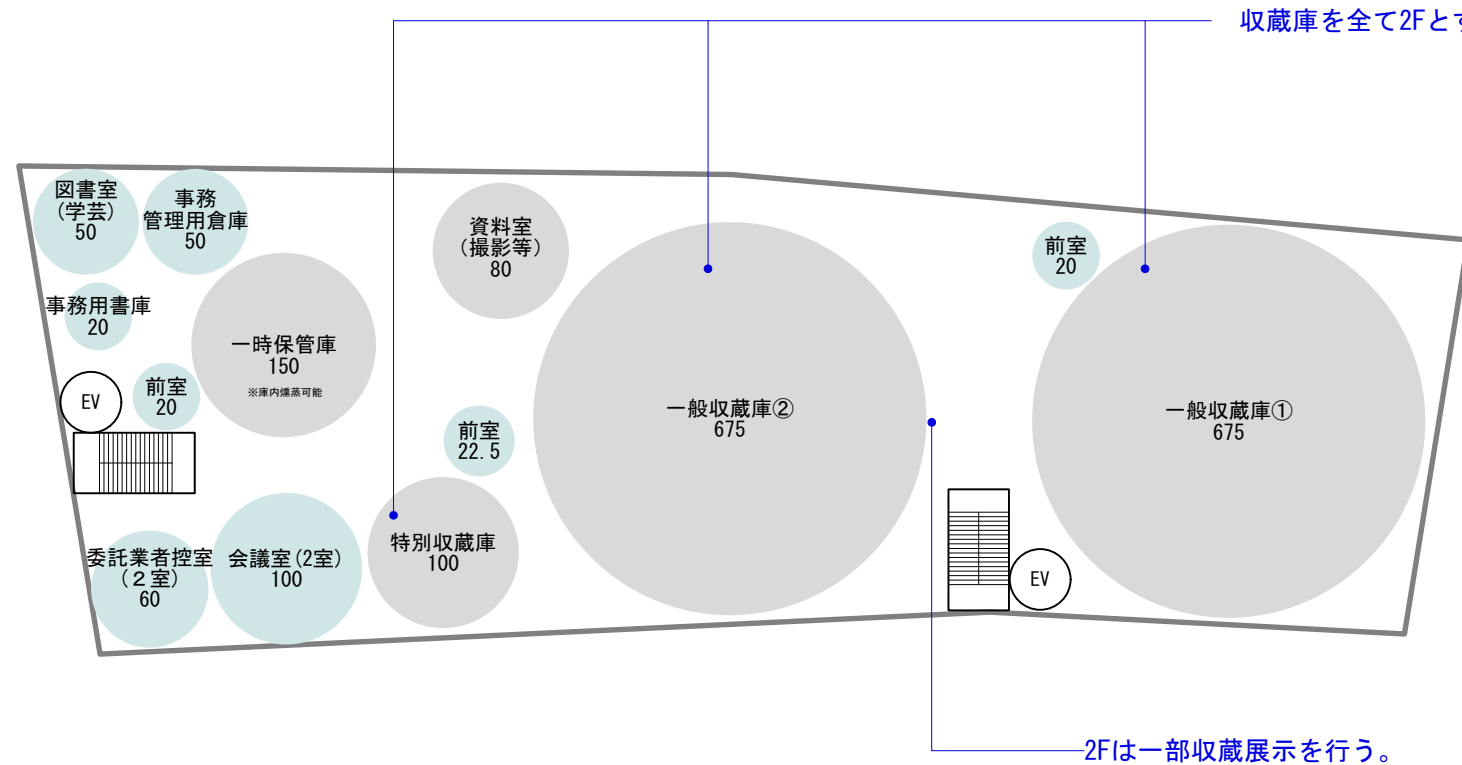 収蔵庫を全て2Fとす
図書室
(学芸)
50
事務
管理用倉庫
50
資料室
(撮影等)
80
前室
20
事務用書庫
20
一時保管庫
150
※庫内燻蒸可能
EV
前室
20
前室
22.5
一般収蔵庫②
675
一般収蔵庫①
675
委託業者控室
(２室)
60
会議室(2室)
100
特別収蔵庫
100
EV
2Fは一部収蔵展示を行う。